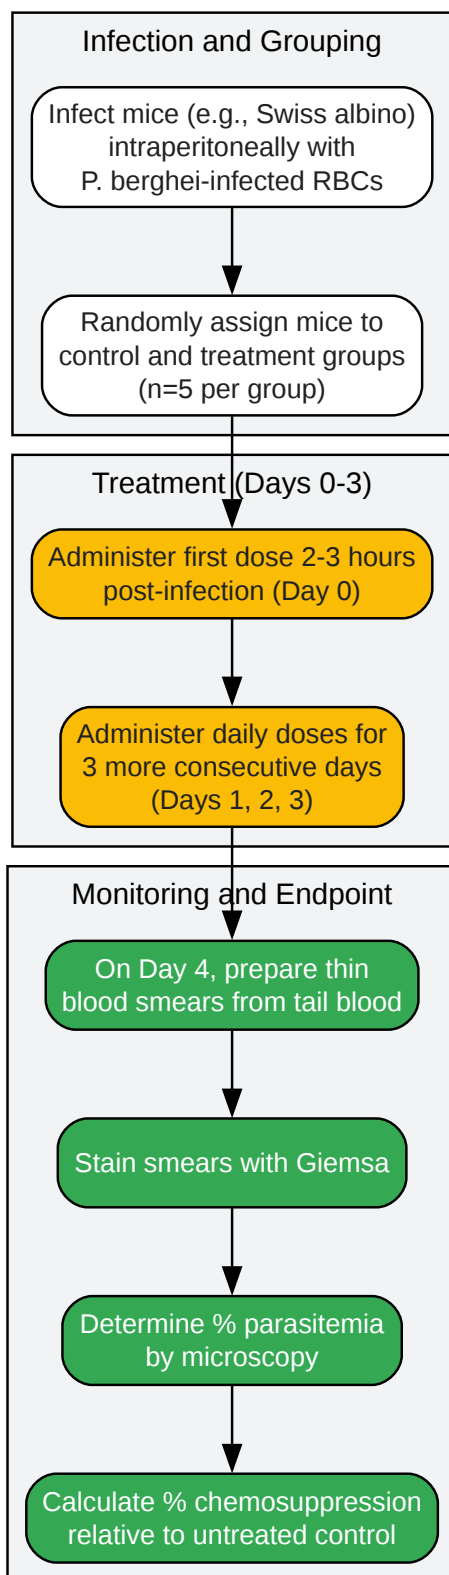 Infection and Grouping
Infect mice (e.g., Swiss albino)
intraperitoneally with
P. berghei-infected RBCs
Randomly assign mice to
control and treatment groups
(n=5 per group)
Treatment (Days 0-3)
Administer first dose 2-3 hours
post-infection (Day 0)
Administer daily doses for
3 more consecutive days
(Days 1, 2, 3)
Monitoring and Endpoint
On Day 4, prepare thin
blood smears from tail blood
Stain smears with Giemsa
Determine % parasitemia
by microscopy
Calculate % chemosuppression
relative to untreated control